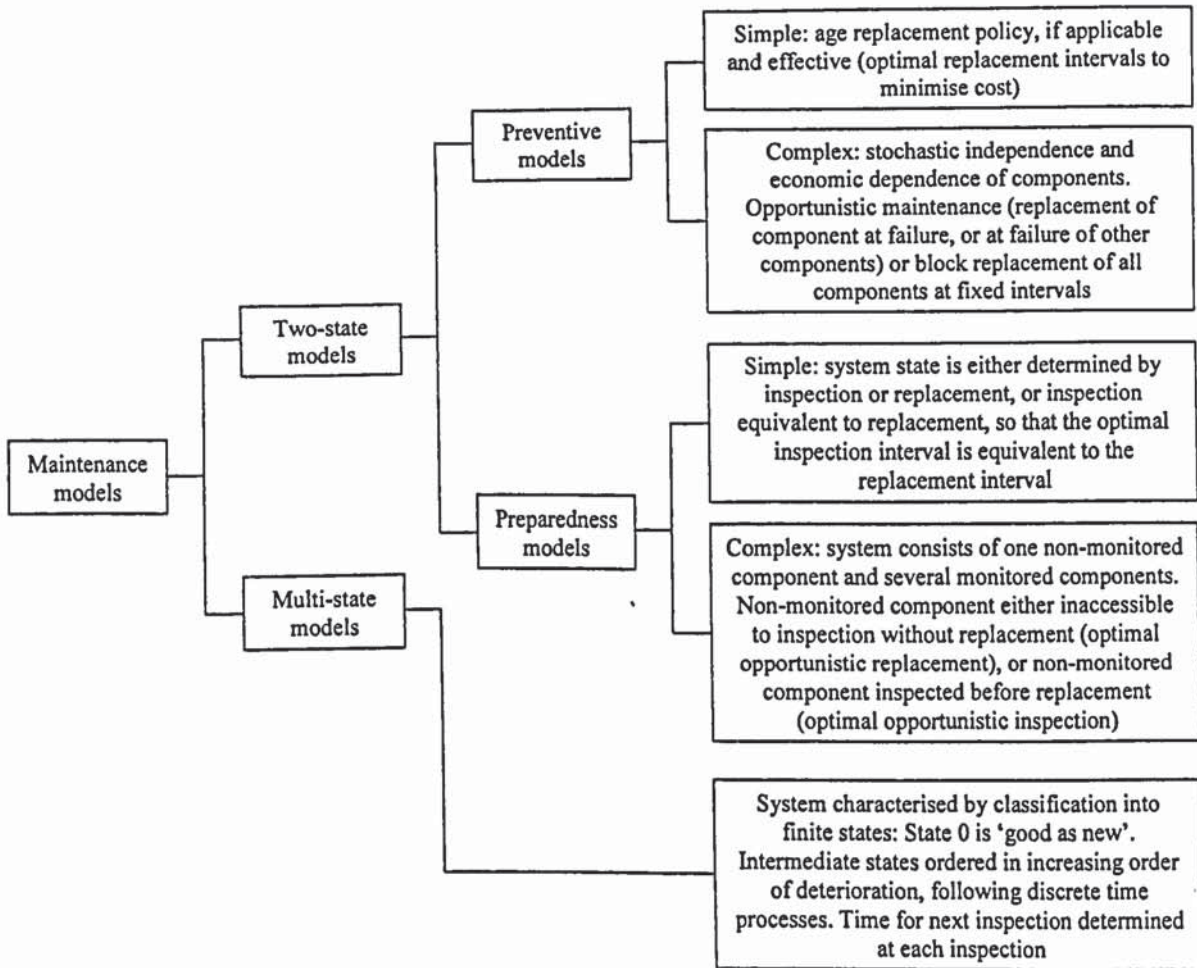 Simple: age replacement policy, if applicable
and effective (optimal replacement intervals to
minimise cost)
Preventive
models
Complex: stochastic independence and
economic dependence of components.
Opportunistic maintenance (replacement of
component at failure, or at failure of other
components) or block replacement of all
components at fixed intervals
Two-state
models
Simple: system state is either determined by
inspection or replacement, or inspection
equivalent to replacement, so that the optimal
inspection interval is equivalent to the
replacement interval
Maintenance
models
Preparedness
models
Complex: system consists of one non-monitored
component and several monitored components.
Non-monitored component either inaccessible
to inspection without replacement (optimal
opportunistic replacement), or non-monitored
component inspected before replacement
(optimal opportunistic inspection)
Multi-state
models
System characterised by classification into
finite states: State 0 is ‘good as new’.
Intermediate states ordered in increasing order
of deterioration, following discrete time
processes. Time for next inspection determined
at each inspection